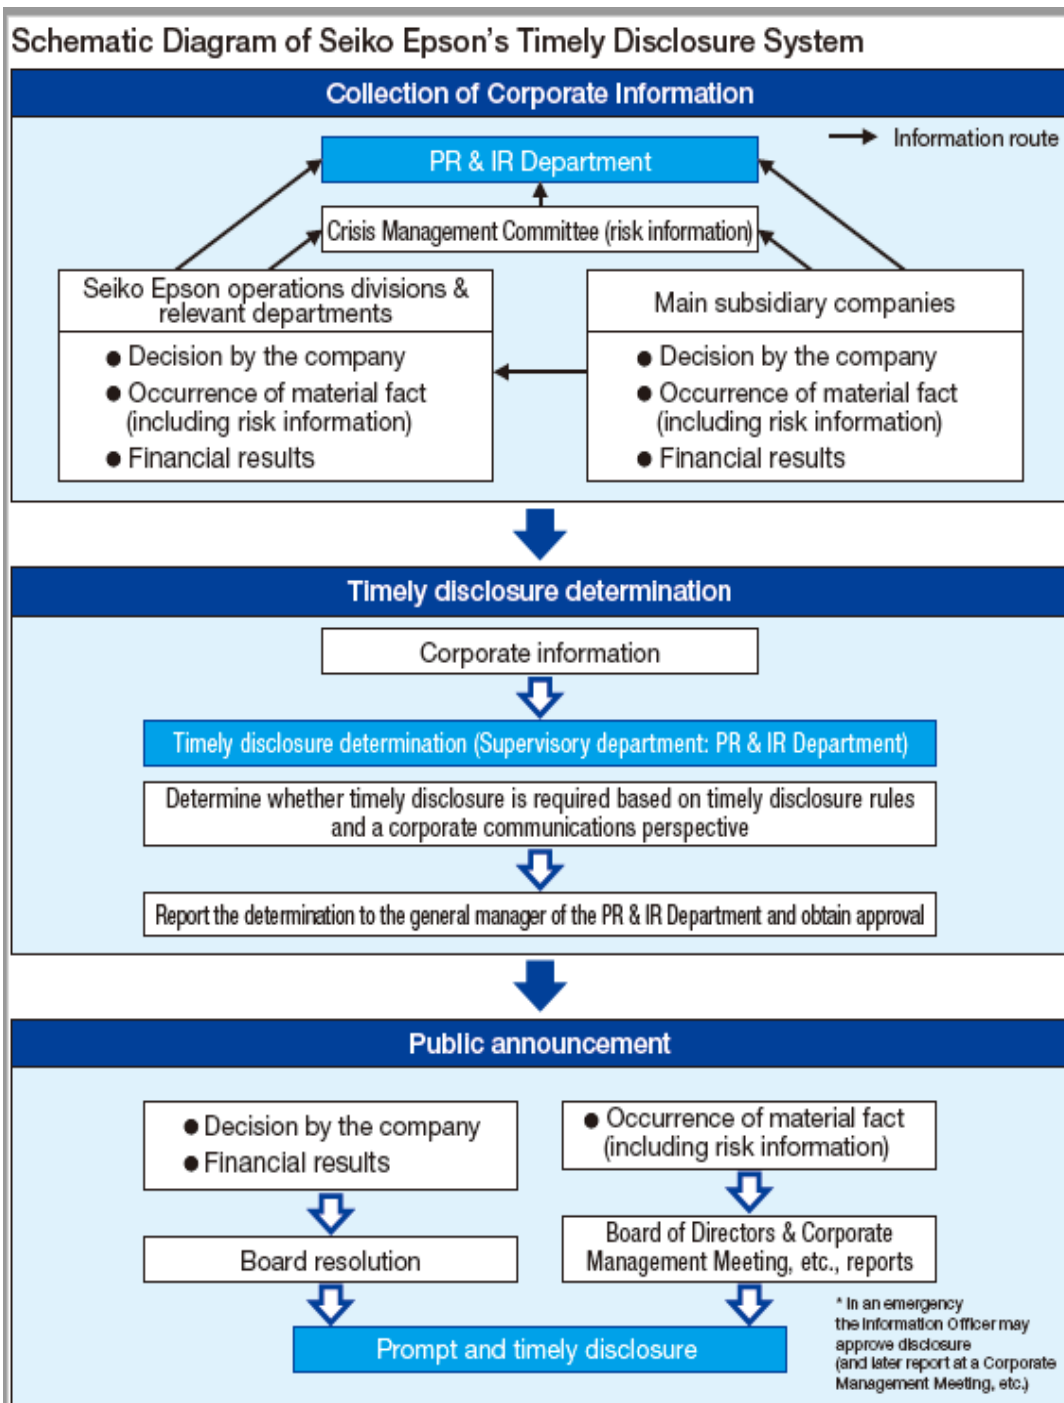 Schematic Diagram of Seiko Epson's Timely Disclosure System
Collection of Corporate Information
Information route
PR & IR Department
Crisis Management Committee (risk information)
Seiko Epson operations divisions &
relevant departments
● Decision by the company
● Occurrence of material fact
(including risk information)
● Financial results
Main subsidiary companies
● Decision by the company
● Occurrence of material fact
(including risk information)
● Financial results
Timely disclosure determination
Corporate information
Timely disclosure determination (Supervisory department: PR & IR Department)
Determine whether timely disclosure is required based on timely disclosure rules
and a corporate communications perspective
Report the determination to the general manager of the PR & IR Department and obtain approval
Public announcement
● Decision by the company
● Financial results
Board resolution
● Occurrence of material fact
(including risk information)
Board of Directors & Corporate
Management Meeting, etc., reports
Prompt and timely disclosure
* In an emergency
the Information Officer may
approve disclosure
(and later report at a Corporate
Management Meeting, etc.)